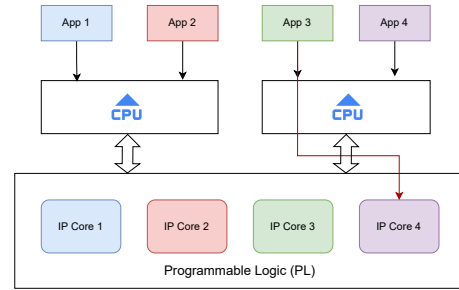 App 1
App 2
App 3
App 4
CPU
CPU
IP Core 1
IP Core 2
IP Core 3
IP Core 4
Programmable Logic (PL)